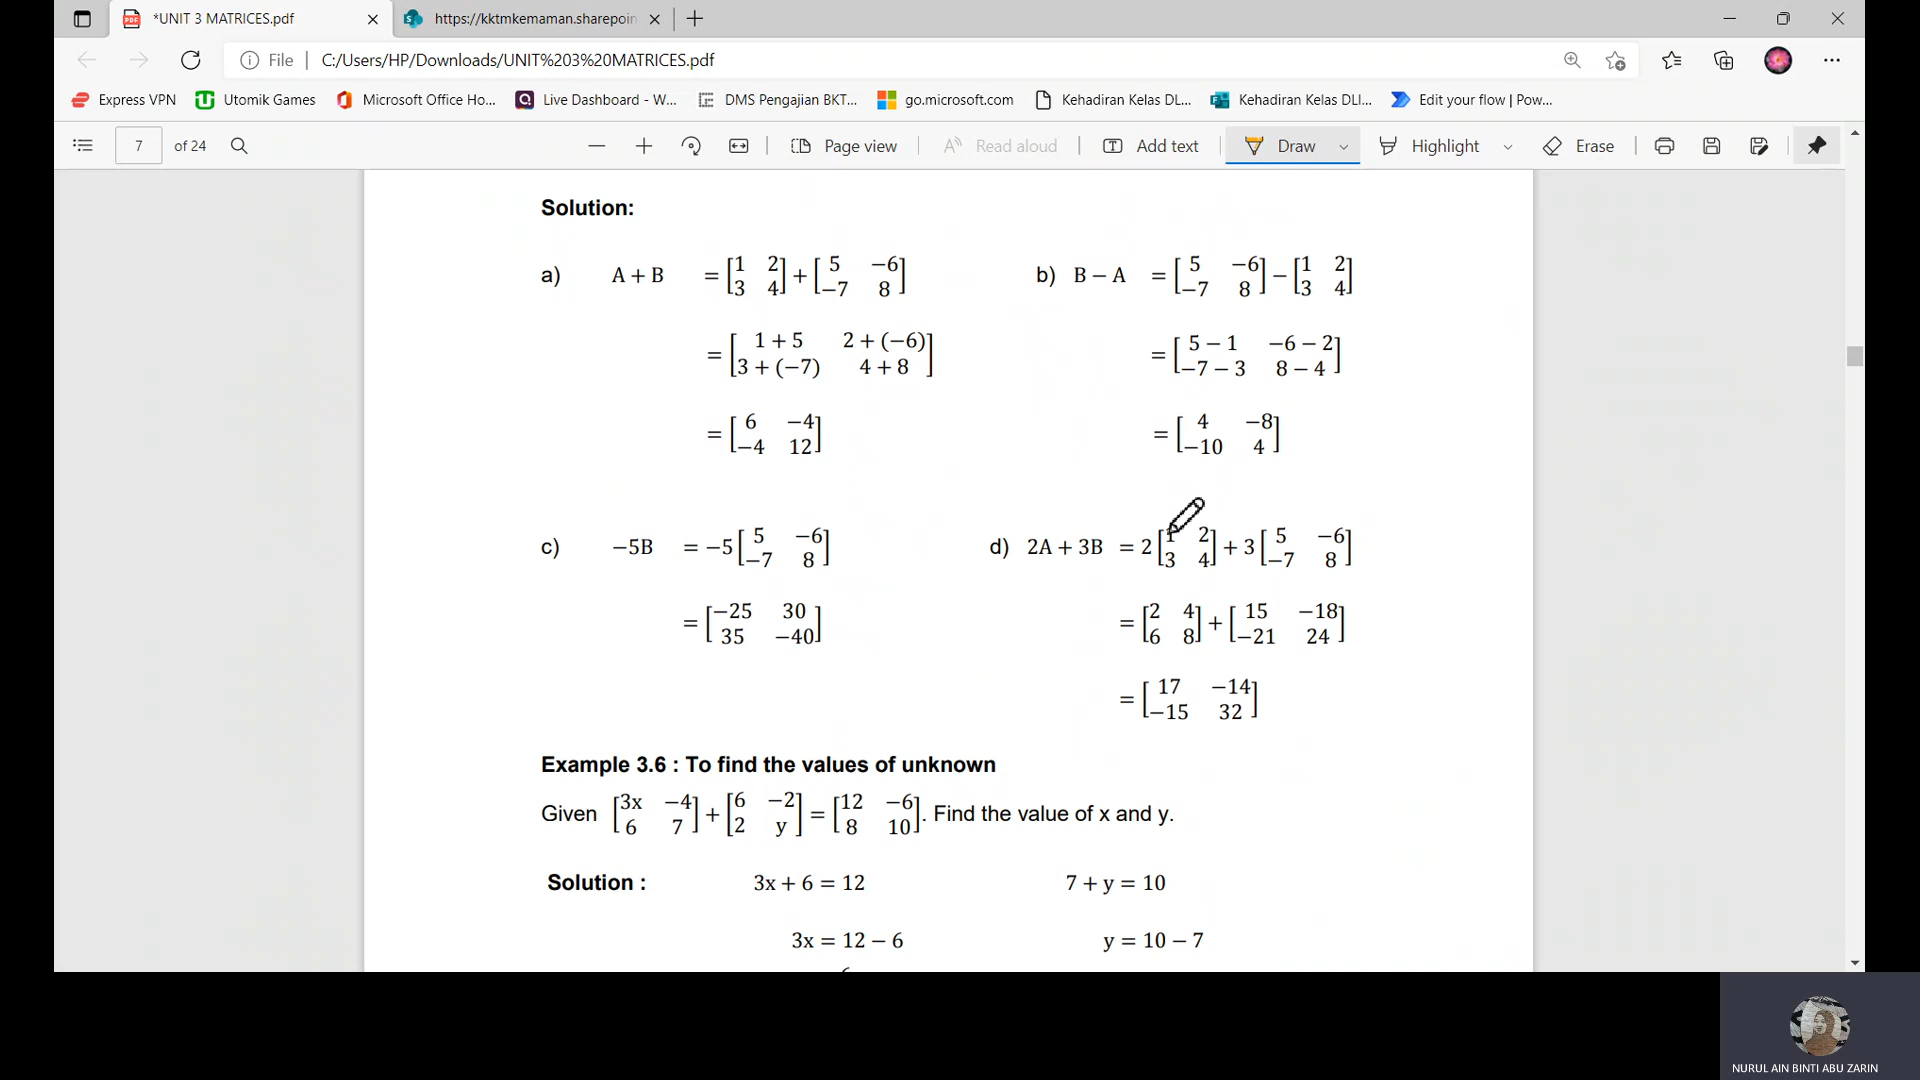 *UNIT 3 MATRICES.pdf
https://kktmkemaman.sharepoin
File C:/Users/HP/Downloads/UNIT%203%20MATRICES.pdf
Express VPN Utomik Games Microsoft Office Ho... Live Dashboard - W... DMS Pengajian BKT... go.microsoft.com Kehadiran Kelas DL... Kehadiran Kelas DLI... Edit your flow | Pow...
7 of 24 Page view Read aloud Add text Draw Highlight Erase
Solution:
a) A + B = [1 2; 3 4] + [5 −6; −7 8]
= [1 + 5 2 + (−6); 3 + (−7) 4 + 8]
= [6 −4; −4 12]
b) B − A = [5 −6; −7 8] − [1 2; 3 4]
= [5 − 1 −6 − 2; −7 − 3 8 − 4]
= [4 −8; −10 4]
c) −5B = −5 [5 −6; −7 8]
= [−25 30; 35 −40]
d) 2A + 3B = 2 [1 2; 3 4] + 3 [5 −6; −7 8]
= [2 4; 6 8] + [15 −18; −21 24]
= [17 −14; −15 32]
Example 3.6 : To find the values of unknown
Given [3x −4; 6 7] + [6 −2; 2 y] = [12 −6; 8 10]. Find the value of x and y.
Solution : 3x + 6 = 12 7 + y = 10
3x = 12 − 6 y = 10 − 7
NURUL AIN BINTI ABU ZARIN